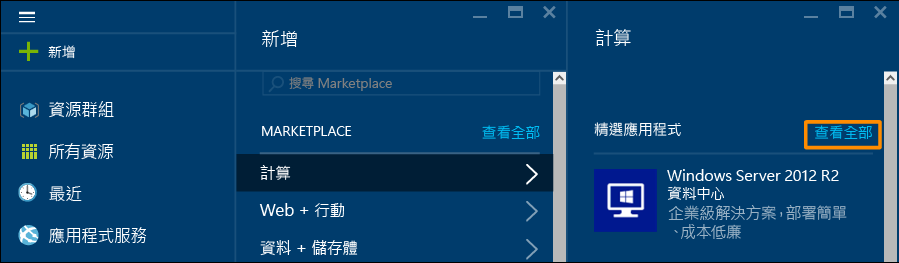 新增
資源群組
所有資源
最近
應用程式服務
新增
搜尋 Marketplace
MARKETPLACE
查看全部
計算
Web + 行動
資料 + 儲存體
計算
精選應用程式
查看全部
Windows Server 2012 R2
資料中心
企業級解決方案，部署簡單
、成本低廉